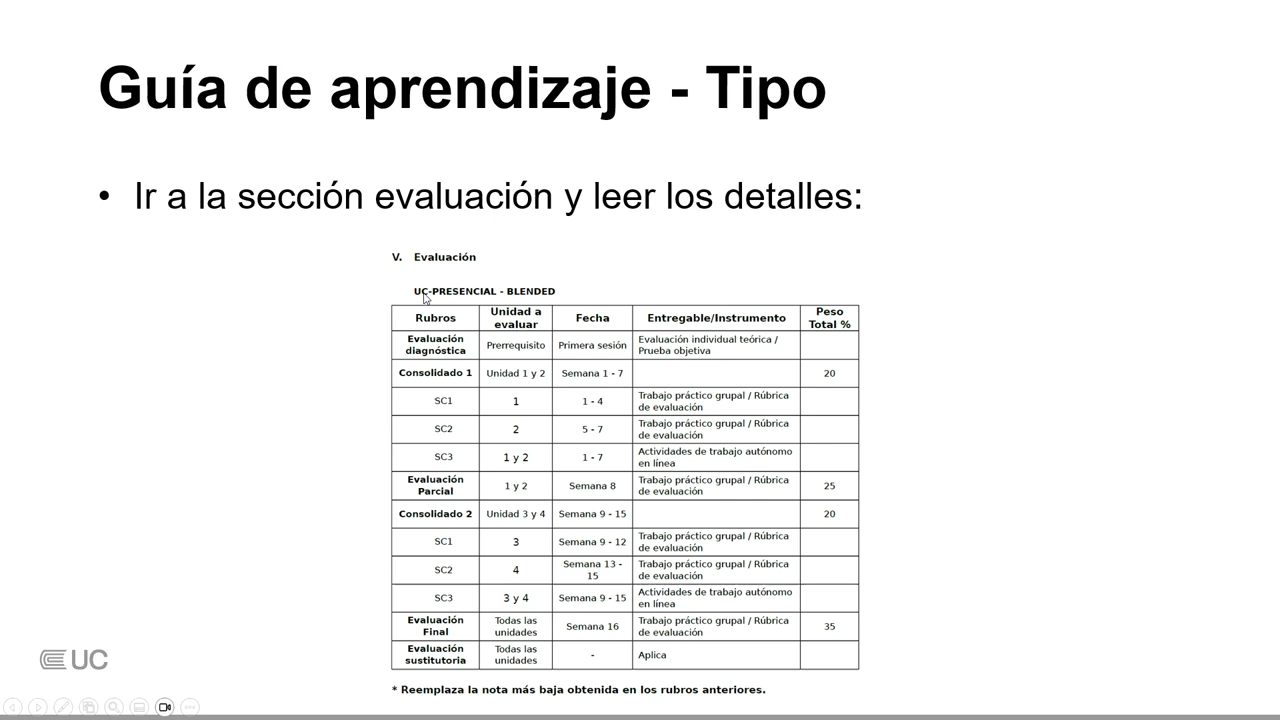 Guía de aprendizaje - Tipo
• Ir a la sección evaluación y leer los detalles:
V. Evaluación
UC-PRESENCIAL - BLENDED
Rubros Unidad a evaluar Fecha Entregable/Instrumento Peso Total %
Evaluación diagnóstica Prerrequisito Primera sesión Evaluación individual teórica / Prueba objetiva
Consolidado 1 Unidad 1 y 2 Semana 1 - 7 20
SC1 1 1 - 4 Trabajo práctico grupal / Rúbrica de evaluación
SC2 2 5 - 7 Trabajo práctico grupal / Rúbrica de evaluación
SC3 1 y 2 1 - 7 Actividades de trabajo autónomo en línea
Evaluación Parcial 1 y 2 Semana 8 Trabajo práctico grupal / Rúbrica de evaluación 25
Consolidado 2 Unidad 3 y 4 Semana 9 - 15 20
SC1 3 Semana 9 - 12 Trabajo práctico grupal / Rúbrica de evaluación
SC2 4 Semana 13 - 15 Trabajo práctico grupal / Rúbrica de evaluación
SC3 3 y 4 Semana 9 - 15 Actividades de trabajo autónomo en línea
Evaluación Final Todas las unidades Semana 16 Trabajo práctico grupal / Rúbrica de evaluación 35
Evaluación sustitutoria Todas las unidades - Aplica
* Reemplaza la nota más baja obtenida en los rubros anteriores.
UC